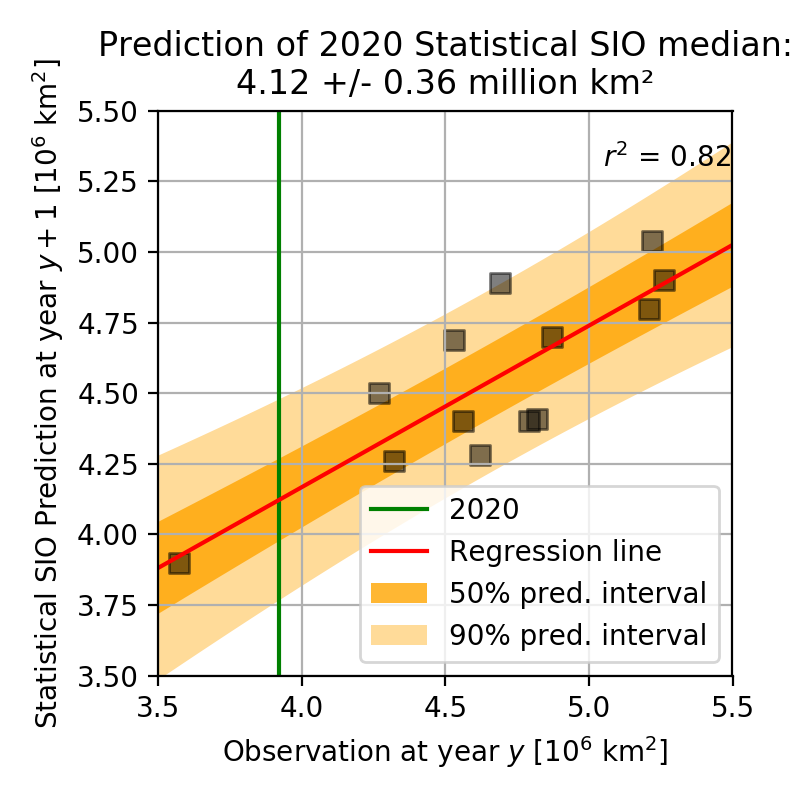 Prediction of 2020 Statistical SIO median:
4.12 +/- 0.36 million km²
Statistical SIO Prediction at year y + 1 [10⁶ km²]
5.50
5.25
5.00
4.75
4.50
4.25
4.00
3.75
3.50
r² = 0.82
2020
Regression line
50% pred. interval
90% pred. interval
3.5 4.0 4.5 5.0 5.5
Observation at year y [10⁶ km²]